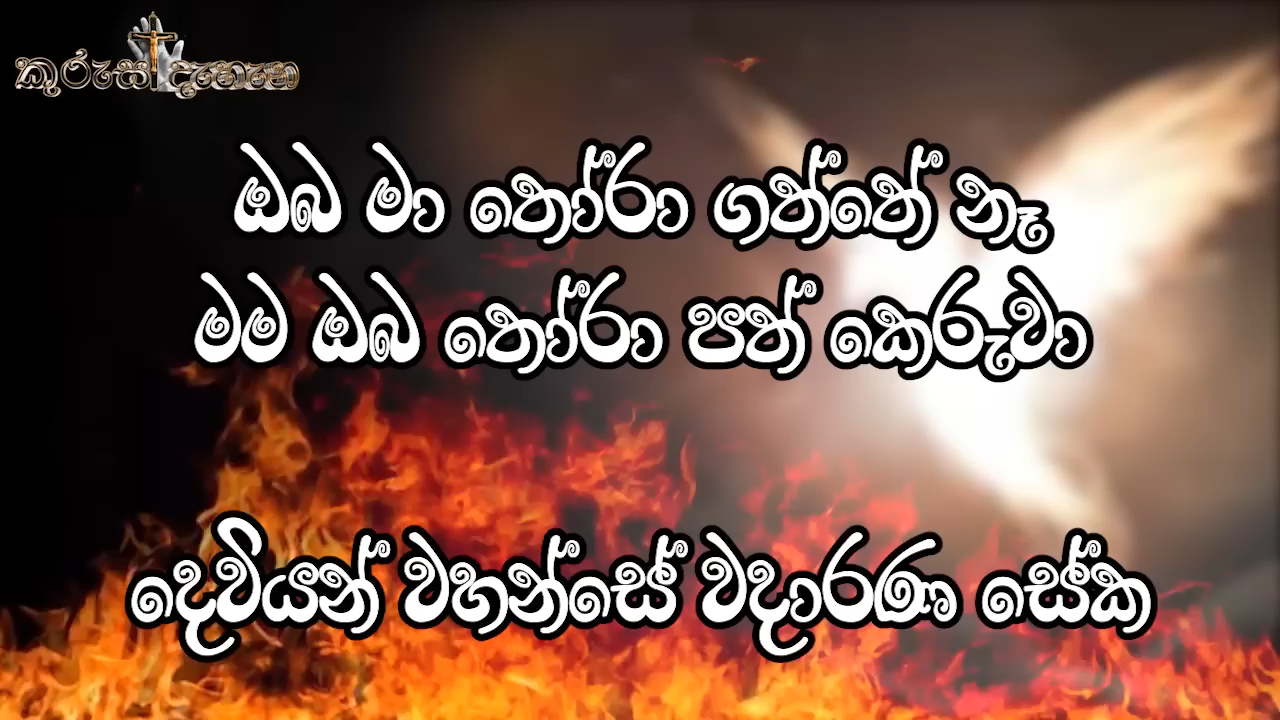 කුරුස දැහැන
ඔබ මා තෝරා ගත්තේ නෑ
මම ඔබ තෝරා පත් කෙරුවා
දෙවියන් වහන්සේ වදාරණ සේක